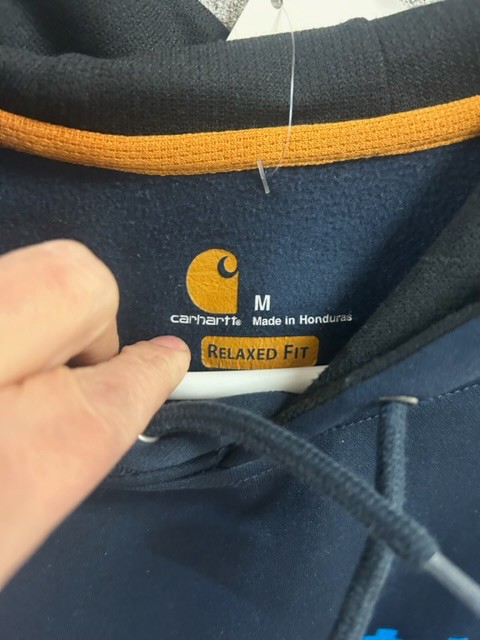 M
carhartt® Made in Honduras
RELAXED FIT